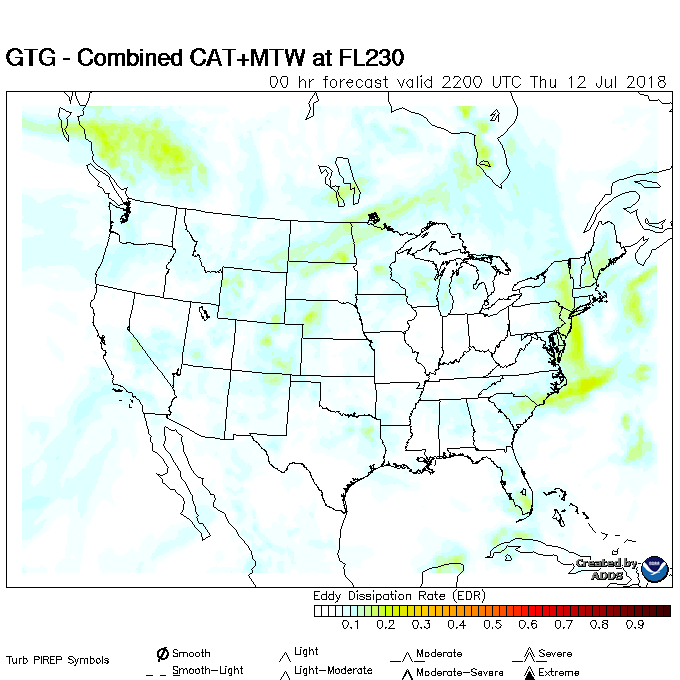 GTG - Combined CAT+MTW at FL230
00 hr forecast valid 2200 UTC Thu 12 Jul 2018
Created by
ADDS
Eddy Dissipation Rate (EDR)
0.1 0.2 0.3 0.4 0.5 0.6 0.7 0.8 0.9
Turb PIREP Symbols
Smooth Light Moderate Severe
Smooth-Light Light-Moderate Moderate-Severe Extreme